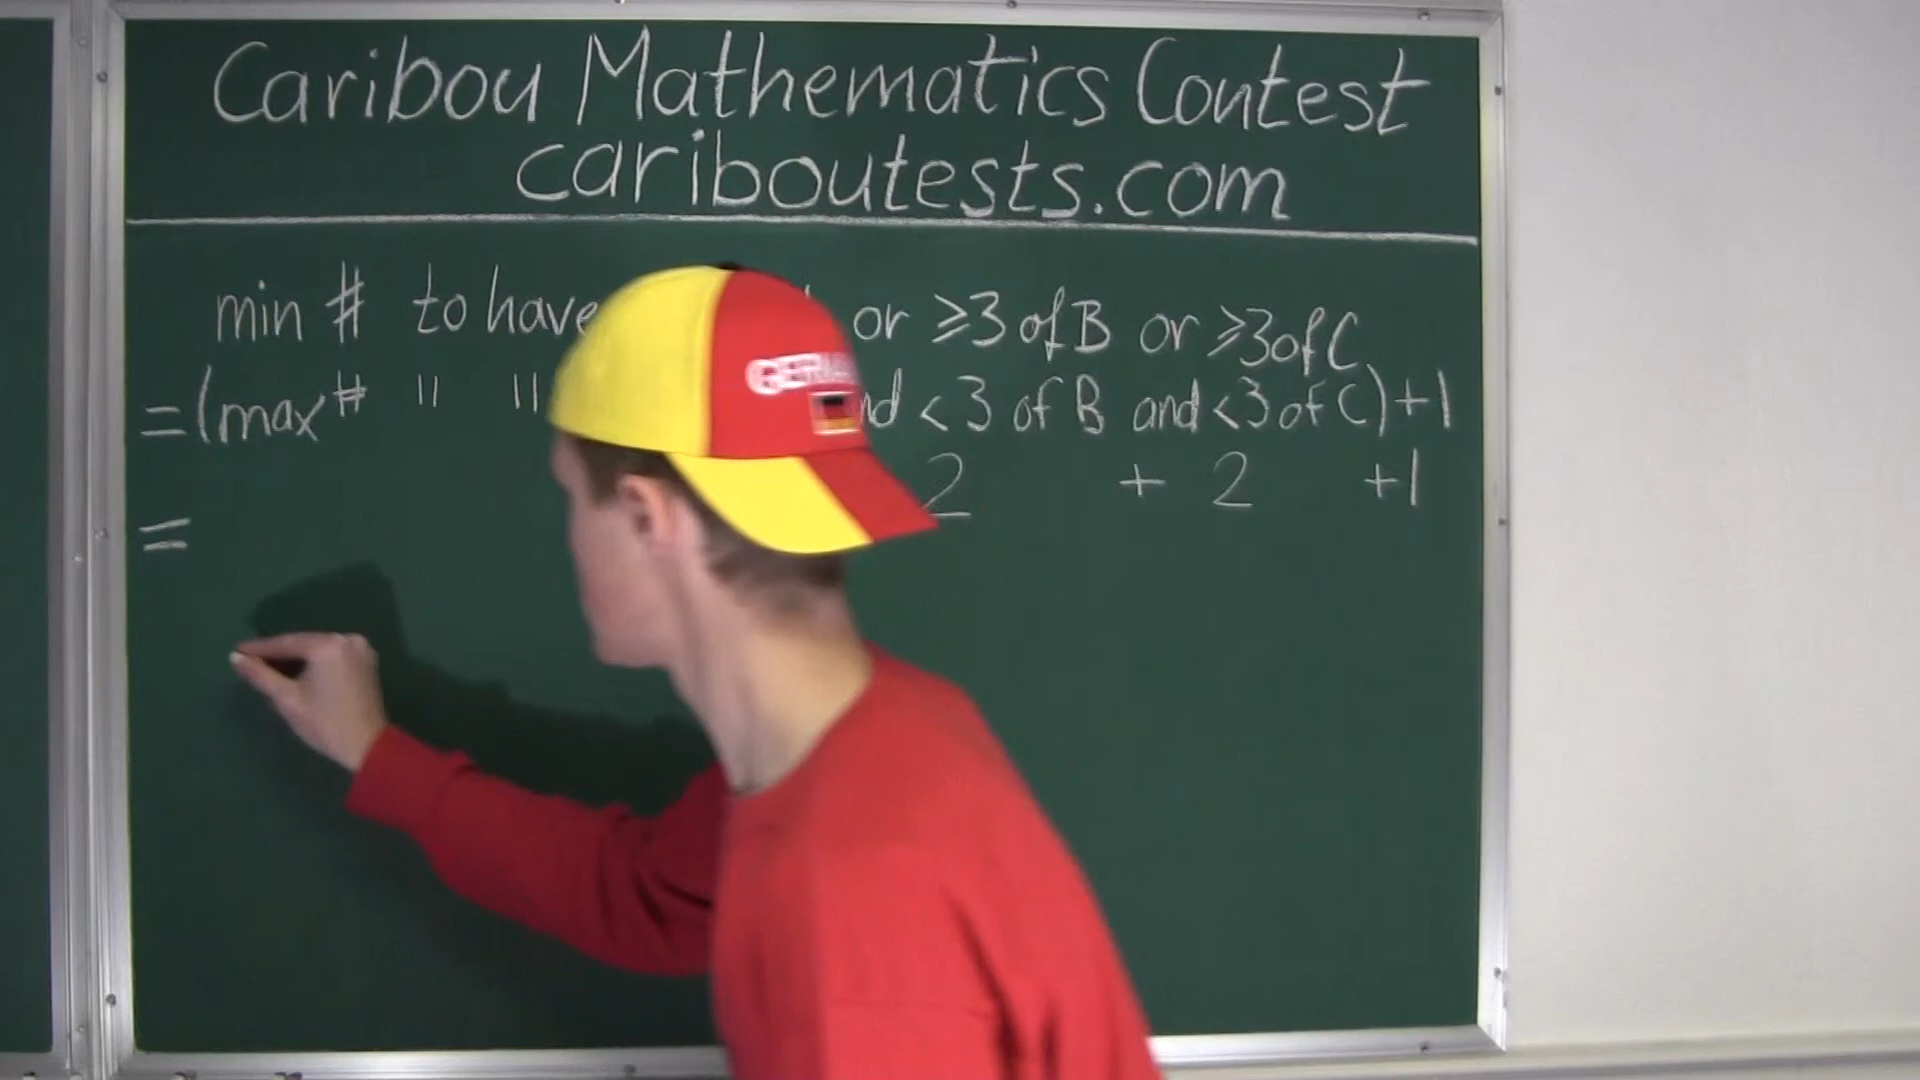 Caribou Mathematics Contest
cariboutests.com
min # to have or ≥3 of B or ≥3 of C
=(max # " " <3 of B and <3 of C)+1
2 + 2 +1
=
GERMA